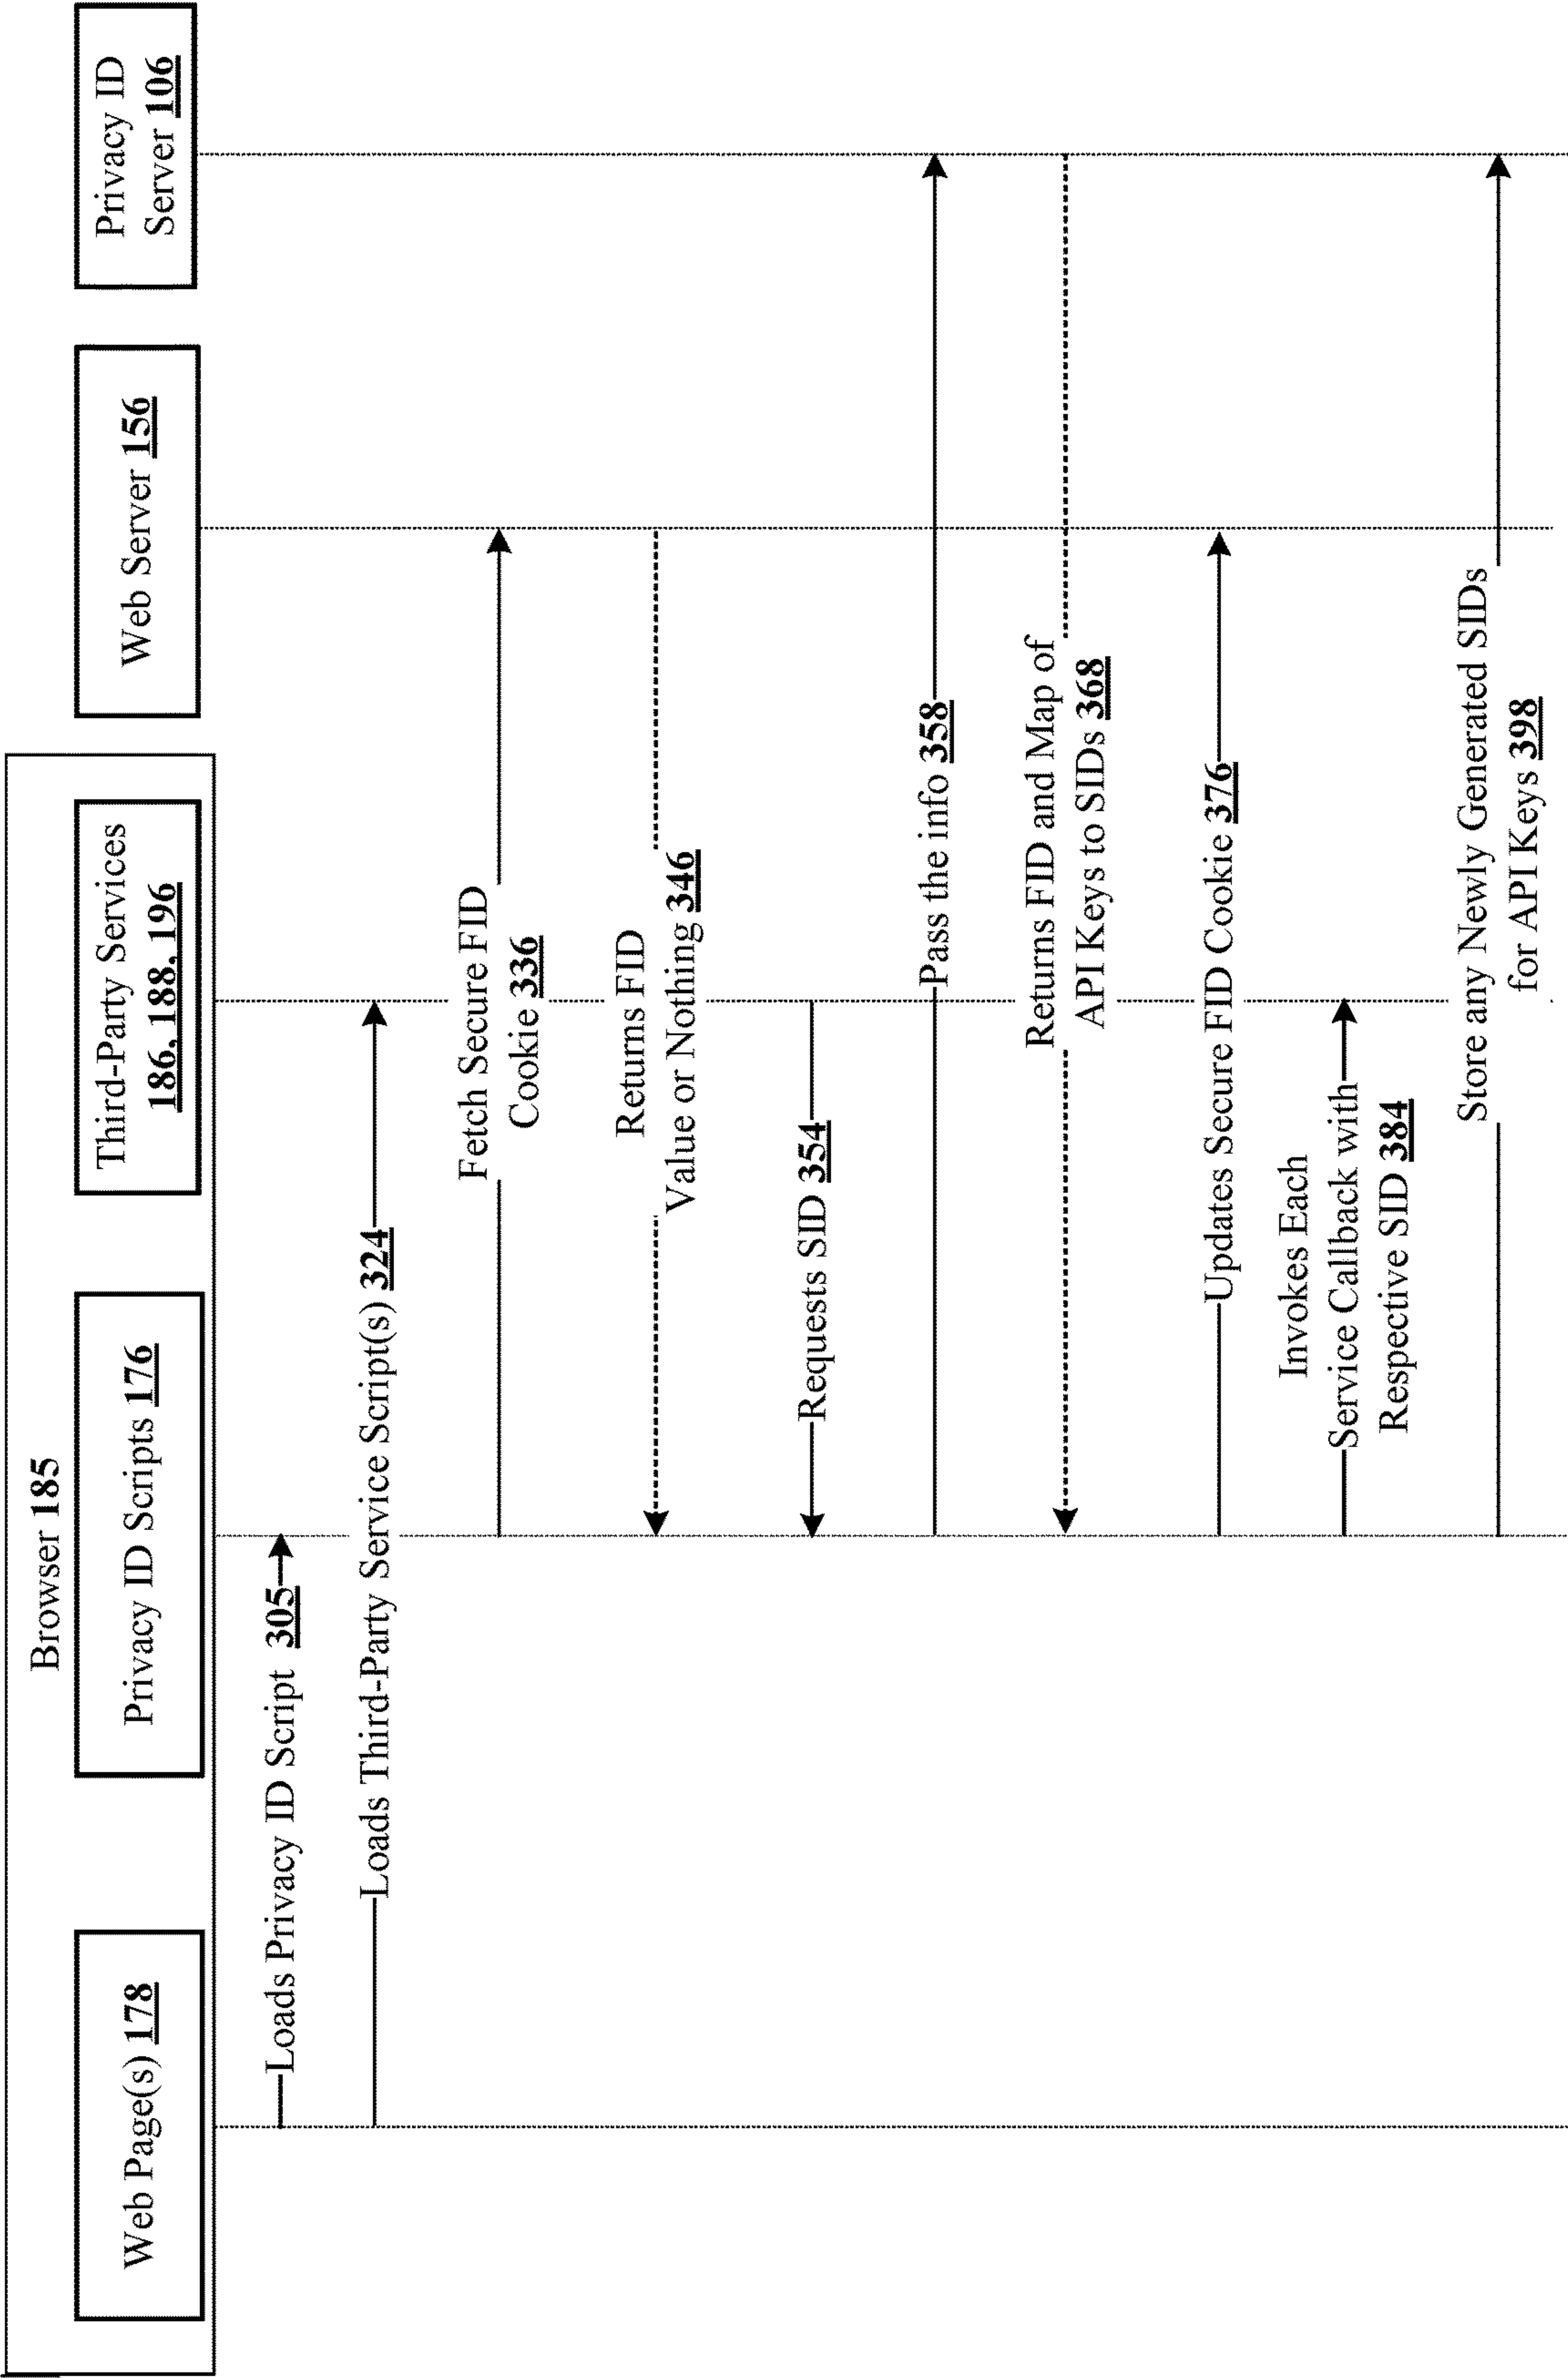 Browser 185
Web Page(s) 178
Privacy ID Scripts 176
Third-Party Services
186, 188, 196
Web Server 156
Privacy ID
Server 106
Loads Privacy ID Script 305
Loads Third-Party Service Script(s) 324
Fetch Secure FID
Cookie 336
Returns FID
Value or Nothing 346
Requests SID 354
Pass the info 358
Returns FID and Map of
API Keys to SIDs 368
Updates Secure FID Cookie 376
Invokes Each
Service Callback with
Respective SID 384
Store any Newly Generated SIDs
for API Keys 398